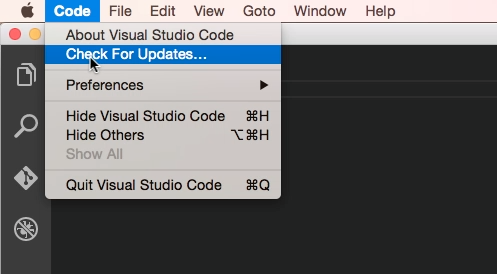 Code File Edit View Goto Window Help
About Visual Studio Code
Check For Updates...
Preferences ▶
Hide Visual Studio Code ⌘H
Hide Others ⌥⌘H
Show All
Quit Visual Studio Code ⌘Q